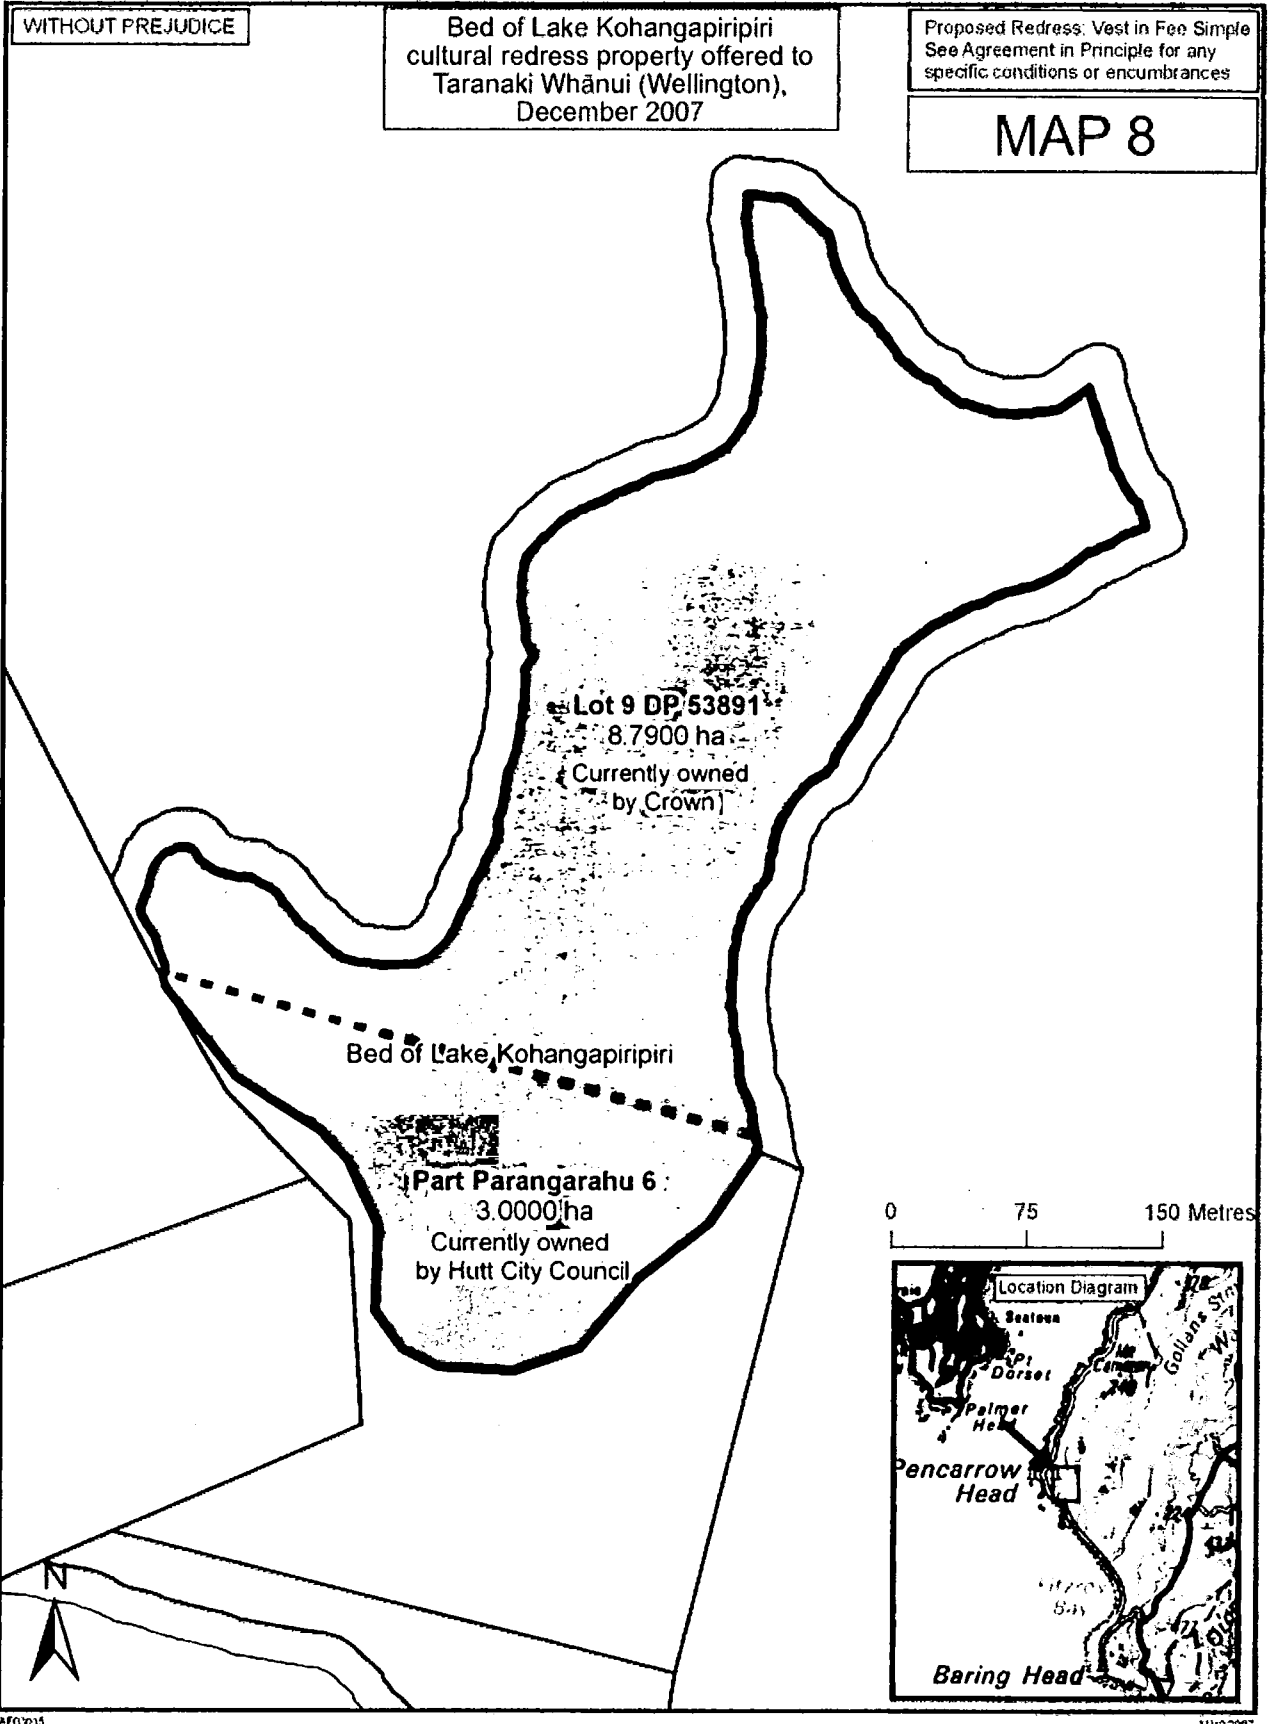 WITHOUT PREJUDICE
Bed of Lake Kohangapiripiri
cultural redress property offered to
Taranaki Whānui (Wellington),
December 2007
Proposed Redress: Vest in Fee Simple
See Agreement in Principle for any
specific conditions or encumbrances
MAP 8
Lot 9 DP 53891
8.7900 ha
Currently owned
by Crown
Bed of Lake Kohangapiripiri
Part Parangarahu 6
3.0000 ha
Currently owned
by Hutt City Council
0 75 150 Metres
Location Diagram
Seatoun
Gollans
Pt
Dorset
Palmer
Head
Pencarrow
Head
Bay
Baring Head
N